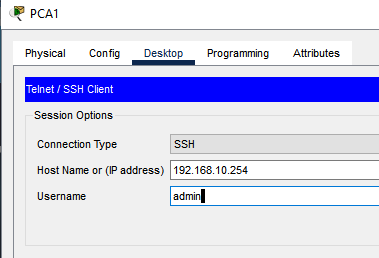 PCA1
Physical Config Desktop Programming Attributes
Telnet / SSH Client
Session Options
Connection Type SSH
Host Name or (IP address) 192.168.10.254
Username admin